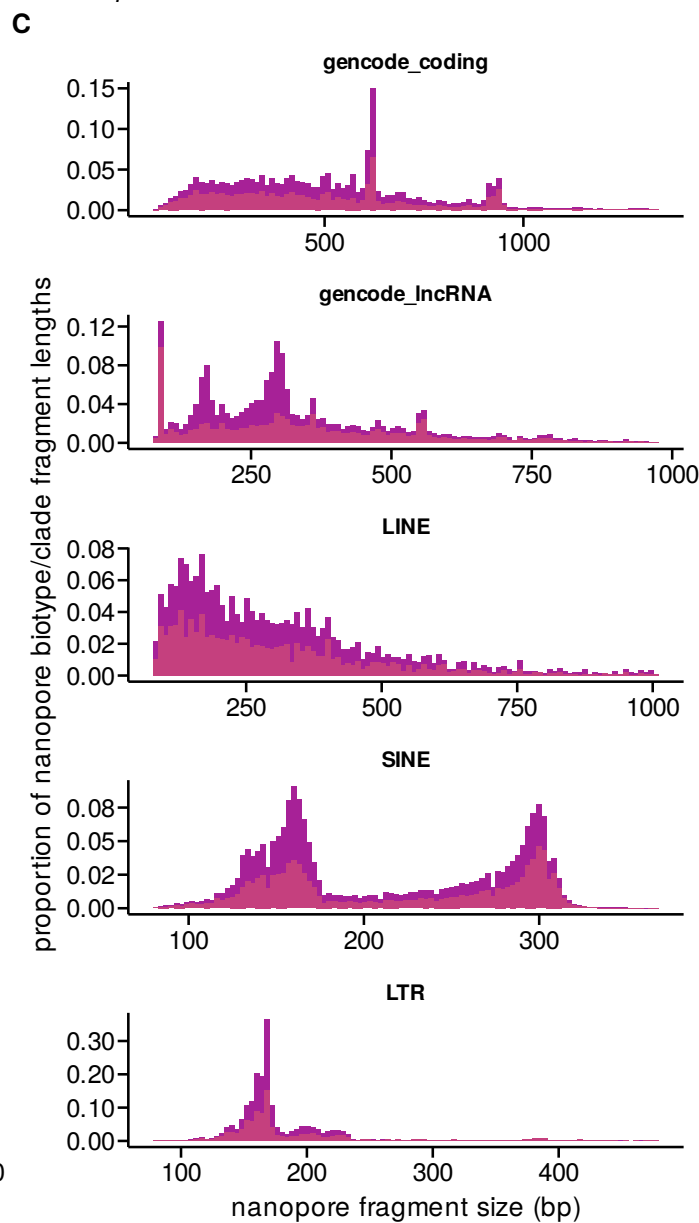 C
gencode_coding
0.15
0.10
0.05
0.00
500 1000
gencode_lncRNA
0.12
0.08
0.04
0.00
250 500 750 1000
LINE
0.08
0.06
0.04
0.02
0.00
250 500 750 1000
SINE
0.08
0.05
0.02
0.00
100 200 300
LTR
0.30
0.20
0.10
0.00
100 200 300 400
nanopore fragment size (bp)
proportion of nanopore biotype/clade fragment lengths